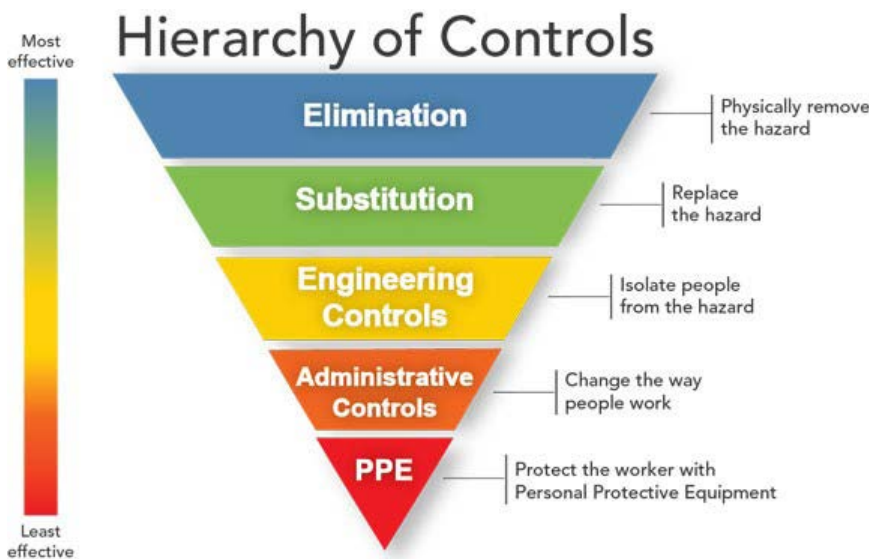 Hierarchy of Controls
Most
effective
Elimination
Physically remove
the hazard
Substitution
Replace
the hazard
Engineering
Controls
Isolate people
from the hazard
Administrative
Controls
Change the way
people work
PPE
Protect the worker with
Personal Protective Equipment
Least
effective